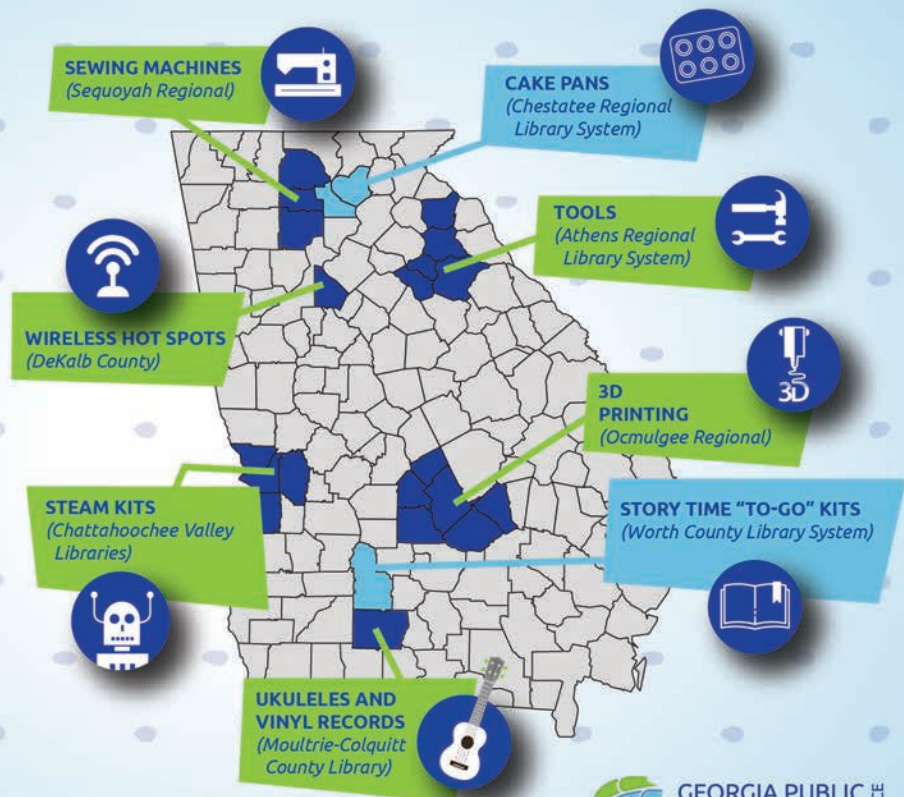 SEWING MACHINES
(Sequoyah Regional)
CAKE PANS
(Chestatee Regional
Library System)
TOOLS
(Athens Regional
Library System)
WIRELESS HOT SPOTS
(DeKalb County)
3D
3D
PRINTING
(Ocmulgee Regional)
STEAM KITS
(Chattahoochee Valley
Libraries)
STORY TIME "TO-GO" KITS
(Worth County Library System)
UKULELES AND
VINYL RECORDS
(Moultrie-Colquitt
County Library)
GEORGIA PUBLIC